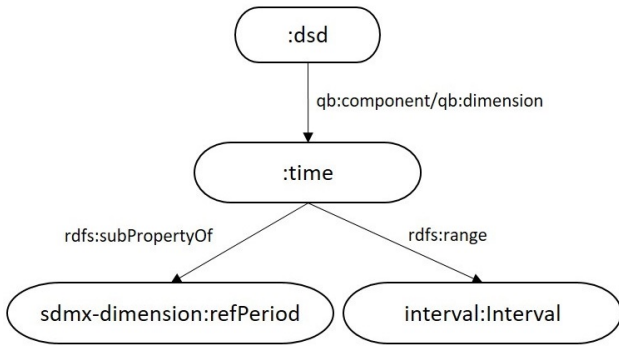 :dsd
qb:component/qb:dimension
:time
rdfs:subPropertyOf
rdfs:range
sdmx-dimension:refPeriod
interval:Interval